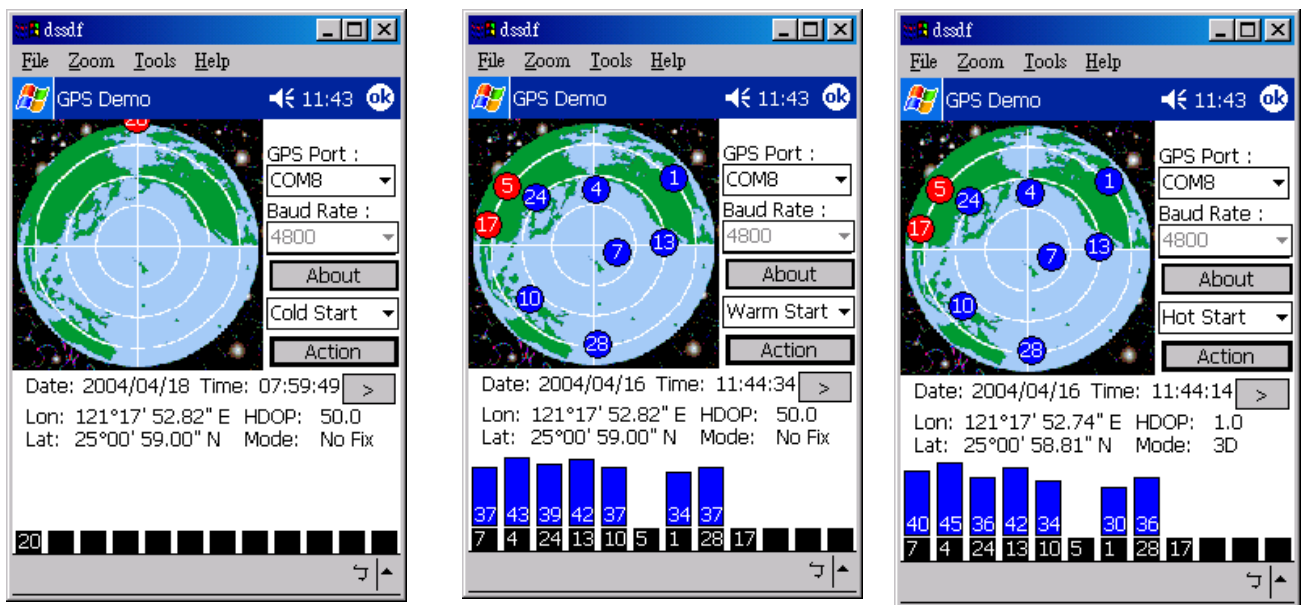 dssdf
File Zoom Tools Help
GPS Demo 11:43 ok
GPS Port :
COM8
Baud Rate :
4800
About
Cold Start
Action
Date: 2004/04/18 Time: 07:59:49 >
Lon: 121°17' 52.82" E HDOP: 50.0
Lat: 25°00' 59.00" N Mode: No Fix
20
dssdf
File Zoom Tools Help
GPS Demo 11:43 ok
5 24 4 1
17 7 13
10
28
GPS Port :
COM8
Baud Rate :
4800
About
Warm Start
Action
Date: 2004/04/16 Time: 11:44:34 >
Lon: 121°17' 52.82" E HDOP: 50.0
Lat: 25°00' 59.00" N Mode: No Fix
37 43 39 42 37 34 37
7 4 24 13 10 5 1 28 17
dssdf
File Zoom Tools Help
GPS Demo 11:43 ok
5 24 4 1
17 7 13
10
28
GPS Port :
COM8
Baud Rate :
4800
About
Hot Start
Action
Date: 2004/04/16 Time: 11:44:14 >
Lon: 121°17' 52.74" E HDOP: 1.0
Lat: 25°00' 58.81" N Mode: 3D
40 45 36 42 34 30 36
7 4 24 13 10 5 1 28 17